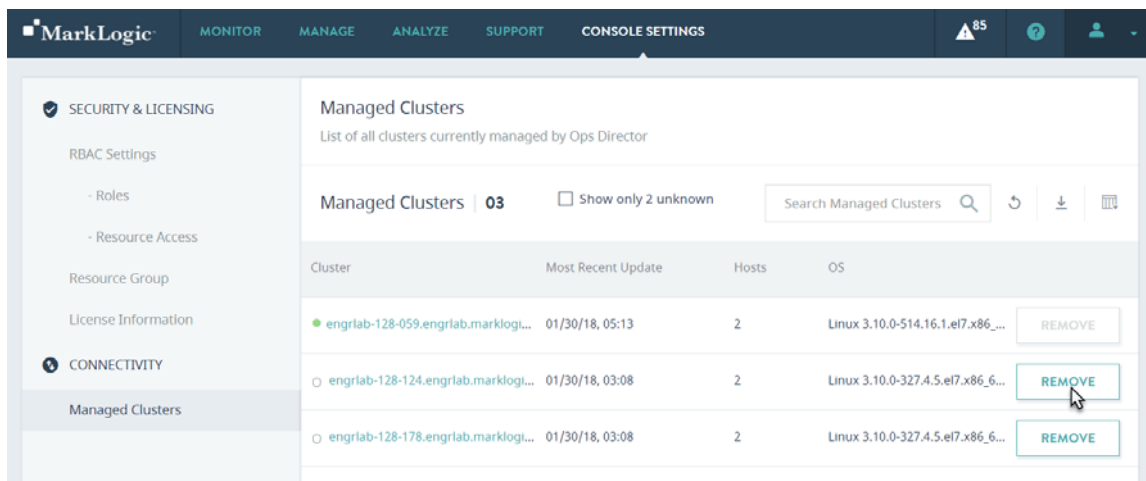 MarkLogic MONITOR MANAGE ANALYZE SUPPORT CONSOLE SETTINGS 85
SECURITY & LICENSING
RBAC Settings
- Roles
- Resource Access
Resource Group
License Information
CONNECTIVITY
Managed Clusters
Managed Clusters
List of all clusters currently managed by Ops Director
Managed Clusters | 03 Show only 2 unknown Search Managed Clusters
Cluster Most Recent Update Hosts OS
engrlab-128-059.engrlab.marklogi... 01/30/18, 05:13 2 Linux 3.10.0-514.16.1.el7.x86_... REMOVE
engrlab-128-124.engrlab.marklogi... 01/30/18, 03:08 2 Linux 3.10.0-327.4.5.el7.x86_6... REMOVE
engrlab-128-178.engrlab.marklogi... 01/30/18, 03:08 2 Linux 3.10.0-327.4.5.el7.x86_6... REMOVE